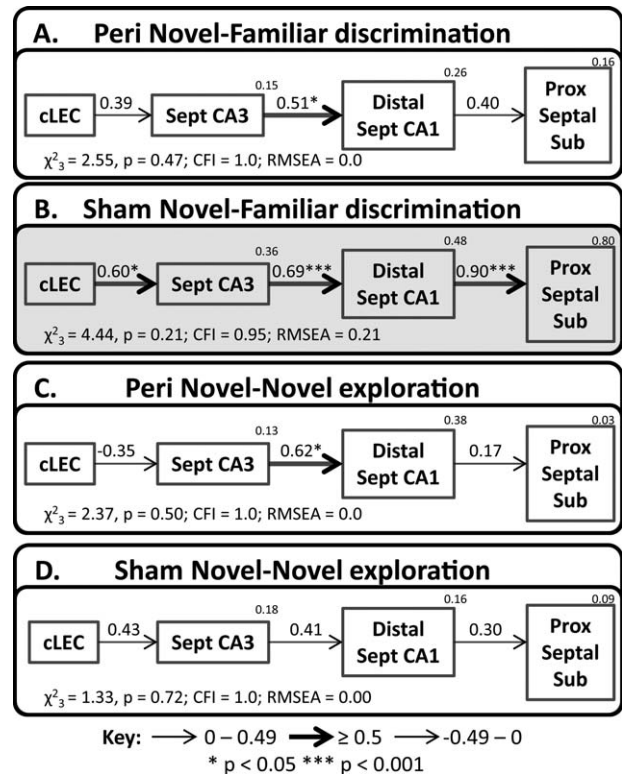 A. Peri Novel-Familiar discrimination
0.15 0.26 0.16
cLEC 0.39 Sept CA3 0.51* Distal Sept CA1 0.40 Prox Septal Sub
χ²₃ = 2.55, p = 0.47; CFI = 1.0; RMSEA = 0.0
B. Sham Novel-Familiar discrimination
0.36 0.48 0.80
cLEC 0.60* Sept CA3 0.69*** Distal Sept CA1 0.90*** Prox Septal Sub
χ²₃ = 4.44, p = 0.21; CFI = 0.95; RMSEA = 0.21
C. Peri Novel-Novel exploration
0.13 0.38 0.03
cLEC -0.35 Sept CA3 0.62* Distal Sept CA1 0.17 Prox Septal Sub
χ²₃ = 2.37, p = 0.50; CFI = 1.0; RMSEA = 0.0
D. Sham Novel-Novel exploration
0.18 0.16 0.09
cLEC 0.43 Sept CA3 0.41 Distal Sept CA1 0.30 Prox Septal Sub
χ²₃ = 1.33, p = 0.72; CFI = 1.0; RMSEA = 0.00
Key: → 0 – 0.49 → ≥ 0.5 → -0.49 – 0
* p < 0.05 *** p < 0.001